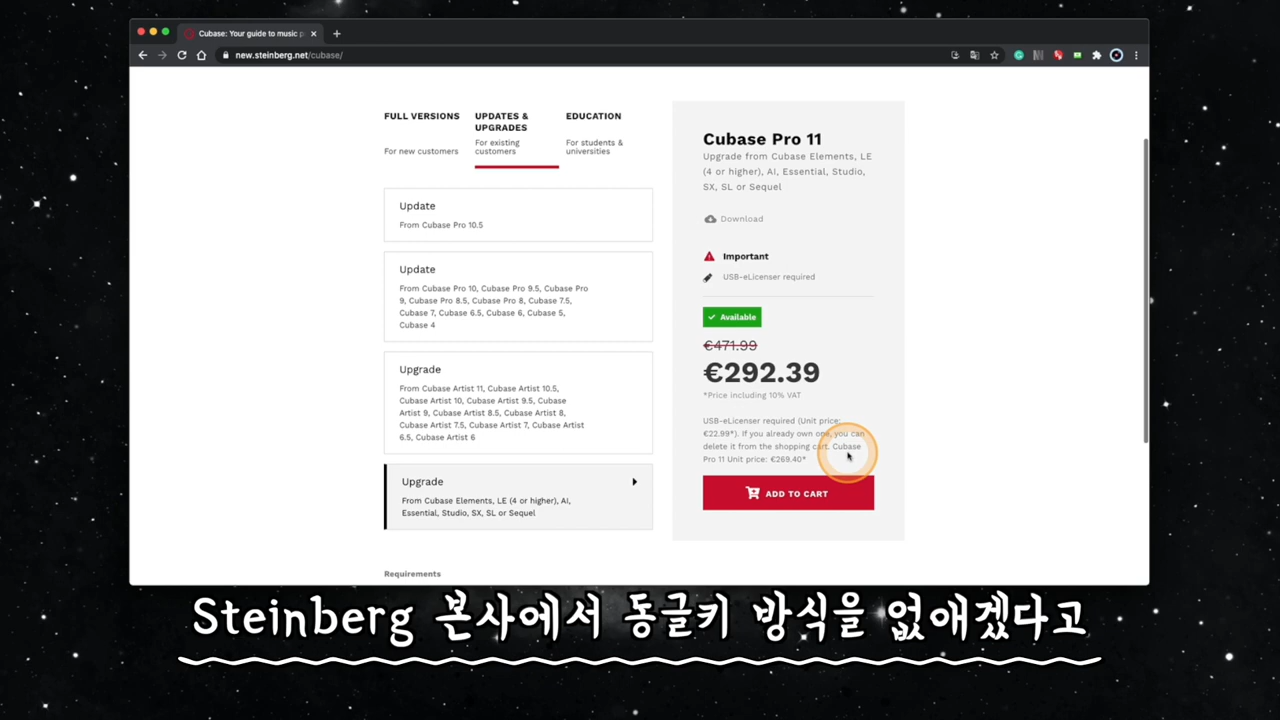 Cubase: Your guide to music p
new.steinberg.net/cubase/
FULL VERSIONS
For new customers
UPDATES &
UPGRADES
For existing
customers
EDUCATION
For students &
universities
Update
From Cubase Pro 10.5
Update
From Cubase Pro 10, Cubase Pro 9.5, Cubase Pro
9, Cubase Pro 8.5, Cubase Pro 8, Cubase 7.5,
Cubase 7, Cubase 6.5, Cubase 6, Cubase 5,
Cubase 4
Upgrade
From Cubase Artist 11, Cubase Artist 10.5,
Cubase Artist 10, Cubase Artist 9.5, Cubase
Artist 9, Cubase Artist 8.5, Cubase Artist 8,
Cubase Artist 7.5, Cubase Artist 7, Cubase Artist
6.5, Cubase Artist 6
Upgrade
From Cubase Elements, LE (4 or higher), AI,
Essential, Studio, SX, SL or Sequel
Requirements
Cubase Pro 11
Upgrade from Cubase Elements, LE
(4 or higher), AI, Essential, Studio,
SX, SL or Sequel
Download
Important
USB-eLicenser required
Available
€471.99
€292.39
*Price including 10% VAT
USB-eLicenser required (Unit price:
€22.99*). If you already own one, you can
delete it from the shopping cart. Cubase
Pro 11 Unit price: €269.40*
ADD TO CART
Steinberg 본사에서 동글키 방식을 없애겠다고